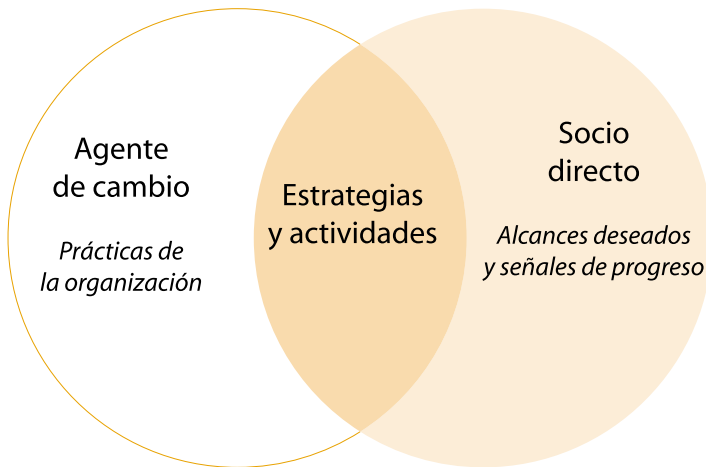 Agente
de cambio
Prácticas de
la organización
Estrategias
y actividades
Socio
directo
Alcances deseados
y señales de progreso